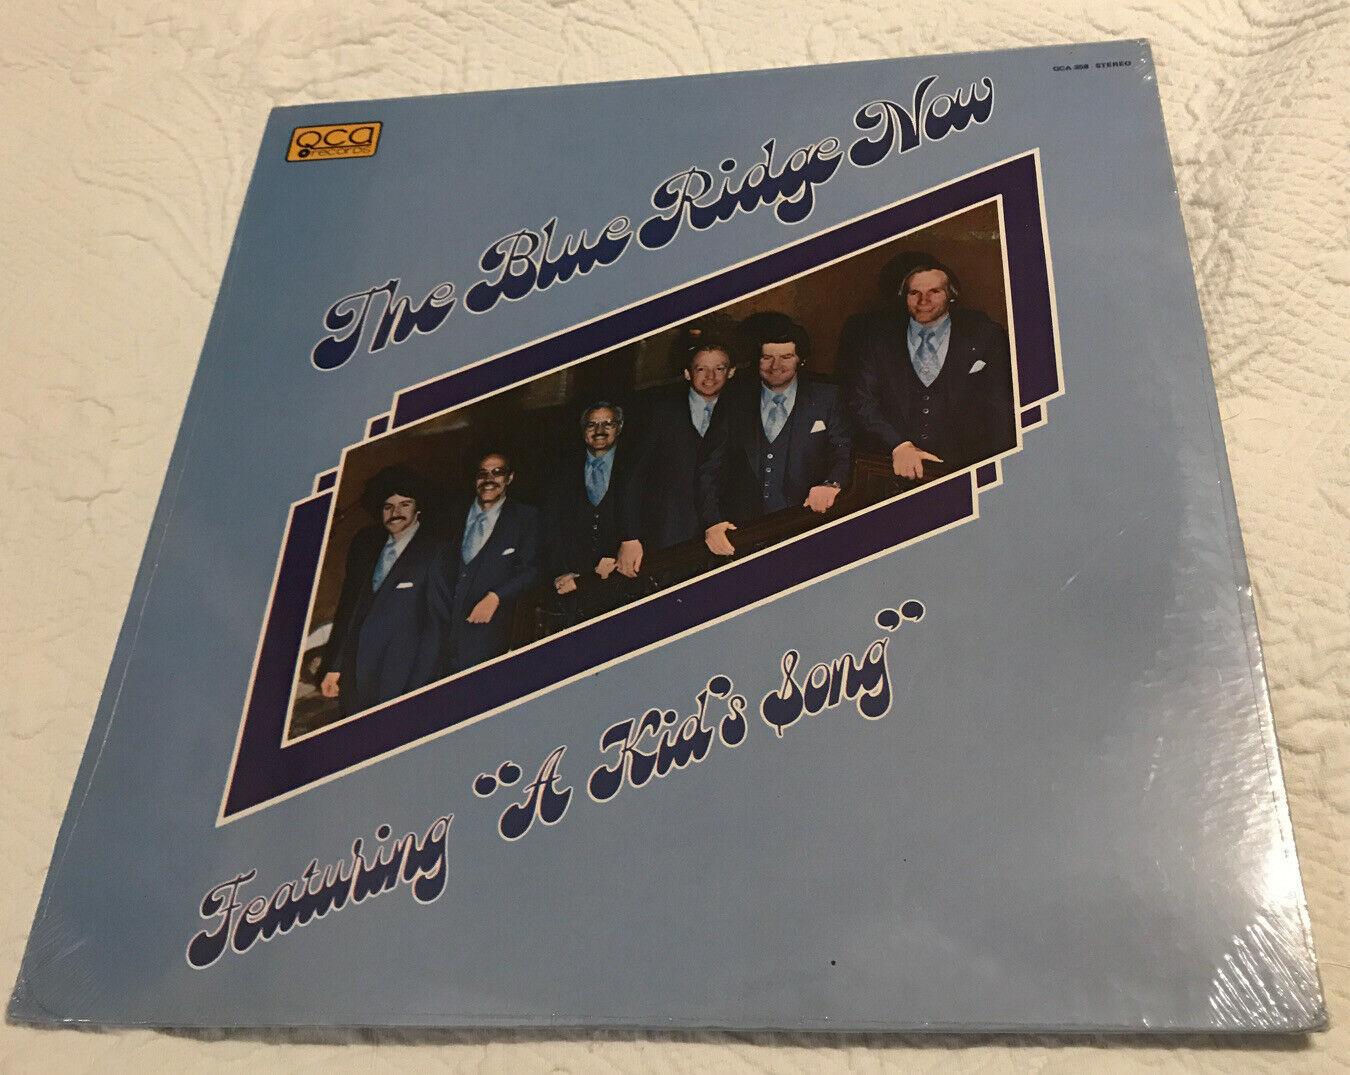 Qca
records
QCA 358 STEREO
The Blue Ridge Now
Featuring "A Kid's Song"